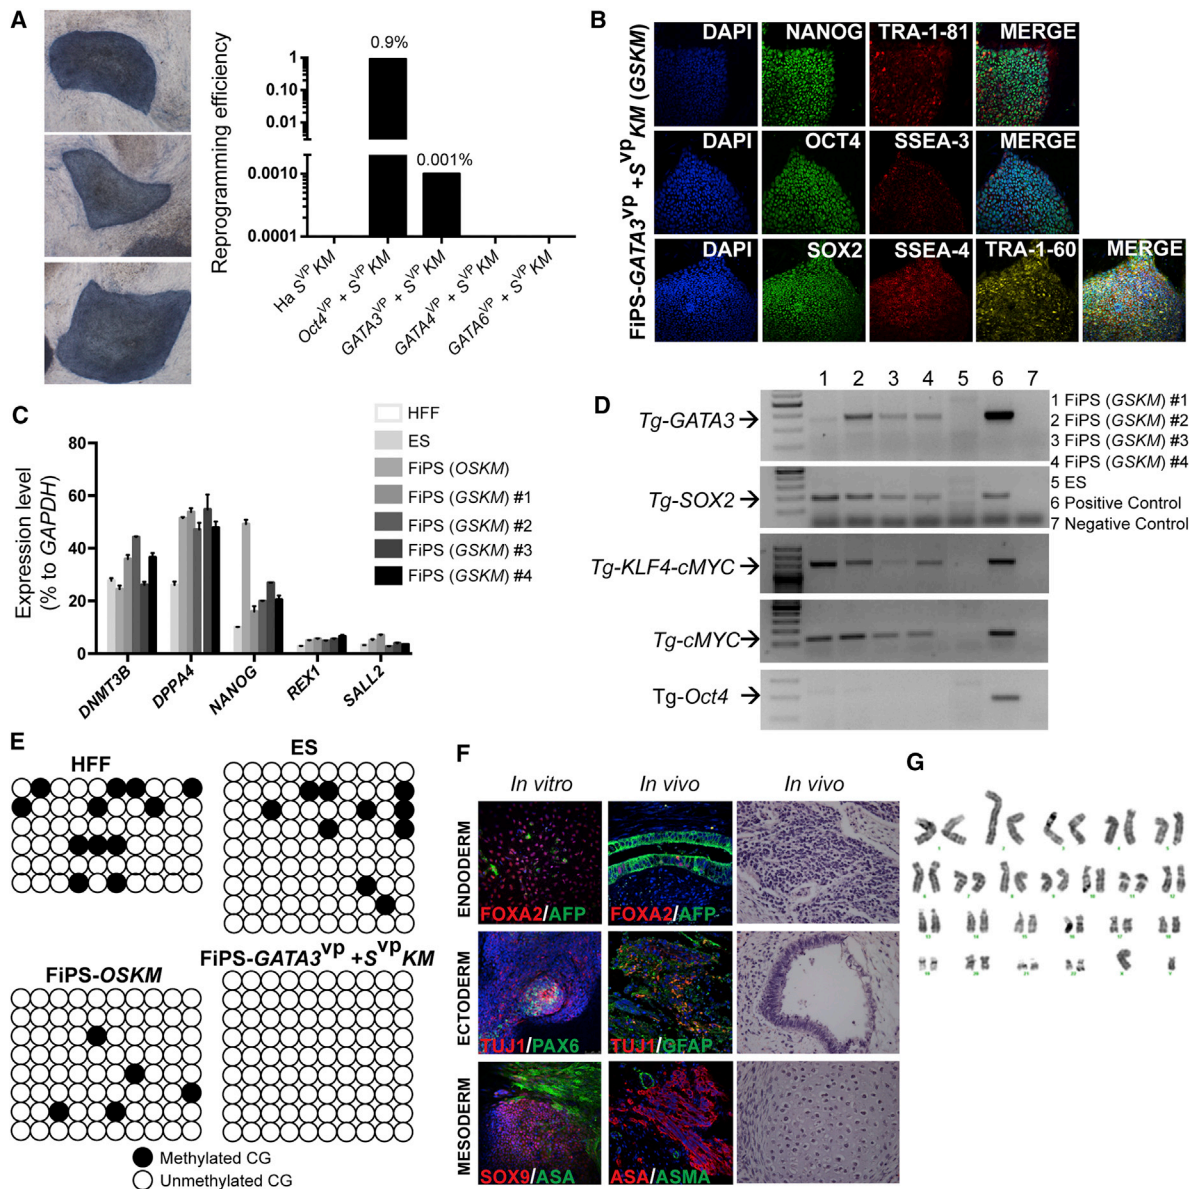 A
Reprogramming efficiency
1
0.10
0.01
0.0010
0.0001
0.9%
0.001%
Ha S^VP KM
Oct4^VP + S^VP KM
GATA3^VP + S^VP KM
GATA4^VP + S^VP KM
GATA6^VP + S^VP KM
B
FiPS-GATA3^vp +S^vp KM (GSKM)
DAPI NANOG TRA-1-81 MERGE
DAPI OCT4 SSEA-3 MERGE
DAPI SOX2 SSEA-4 TRA-1-60 MERGE
C
Expression level
(% to GAPDH)
80
60
40
20
0
DNMT3B DPPA4 NANOG REX1 SALL2
HFF
ES
FiPS (OSKM)
FiPS (GSKM) #1
FiPS (GSKM) #2
FiPS (GSKM) #3
FiPS (GSKM) #4
D
1 2 3 4 5 6 7
Tg-GATA3→
Tg-SOX2→
Tg-KLF4-cMYC→
Tg-cMYC→
Tg-Oct4→
1 FiPS (GSKM) #1
2 FiPS (GSKM) #2
3 FiPS (GSKM) #3
4 FiPS (GSKM) #4
5 ES
6 Positive Control
7 Negative Control
E
HFF
ES
FiPS-OSKM
FiPS-GATA3^vp +S^vp KM
Methylated CG
Unmethylated CG
F
In vitro In vivo In vivo
ENDODERM
FOXA2/AFP FOXA2/AFP
ECTODERM
TUJ1/PAX6 TUJ1/GFAP
MESODERM
SOX9/ASA ASA/ASMA
G